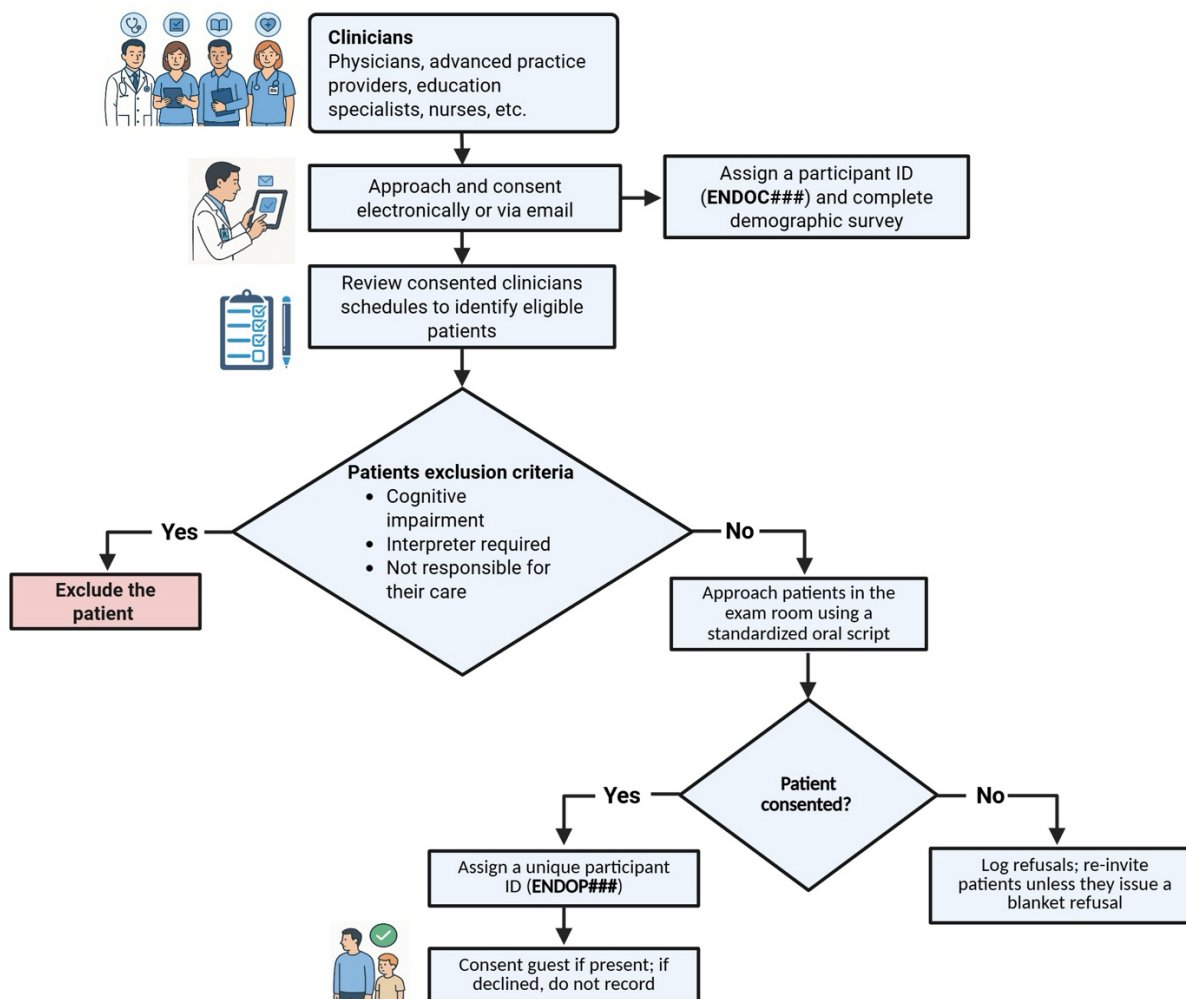 Clinicians
Physicians, advanced practice
providers, education
specialists, nurses, etc.
Approach and consent
electronically or via email
Assign a participant ID
(ENDOC###) and complete
demographic survey
Review consented clinicians
schedules to identify eligible
patients
Patients exclusion criteria
• Cognitive
impairment
• Interpreter required
• Not responsible for
their care
Yes
No
Exclude the
patient
Approach patients in the
exam room using a
standardized oral script
Patient
consented?
Yes
No
Assign a unique participant
ID (ENDOP###)
Log refusals; re-invite
patients unless they issue a
blanket refusal
Consent guest if present; if
declined, do not record